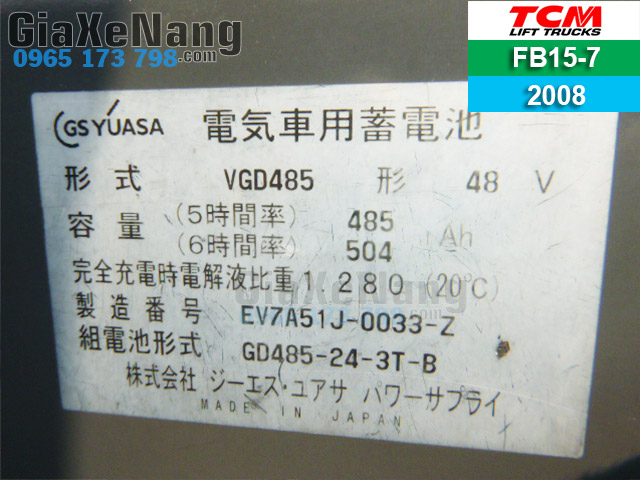 GiaXeNang
0965 173 798.com
TCM
LIFT TRUCKS
FB15-7
2008
GS YUASA 電気車用蓄電池
形式 VGD485 形 48 V
容量 (5時間率) 485 Ah
(6時間率) 504
完全充電時電解液比重 1.280 (20℃)
GiaXeNang
製造番号 EV7A51J-0033-Z
組電池形式 GD485-24-3T-B
株式会社 ジーエス・ユアサ パワーサプライ
MADE IN JAPAN